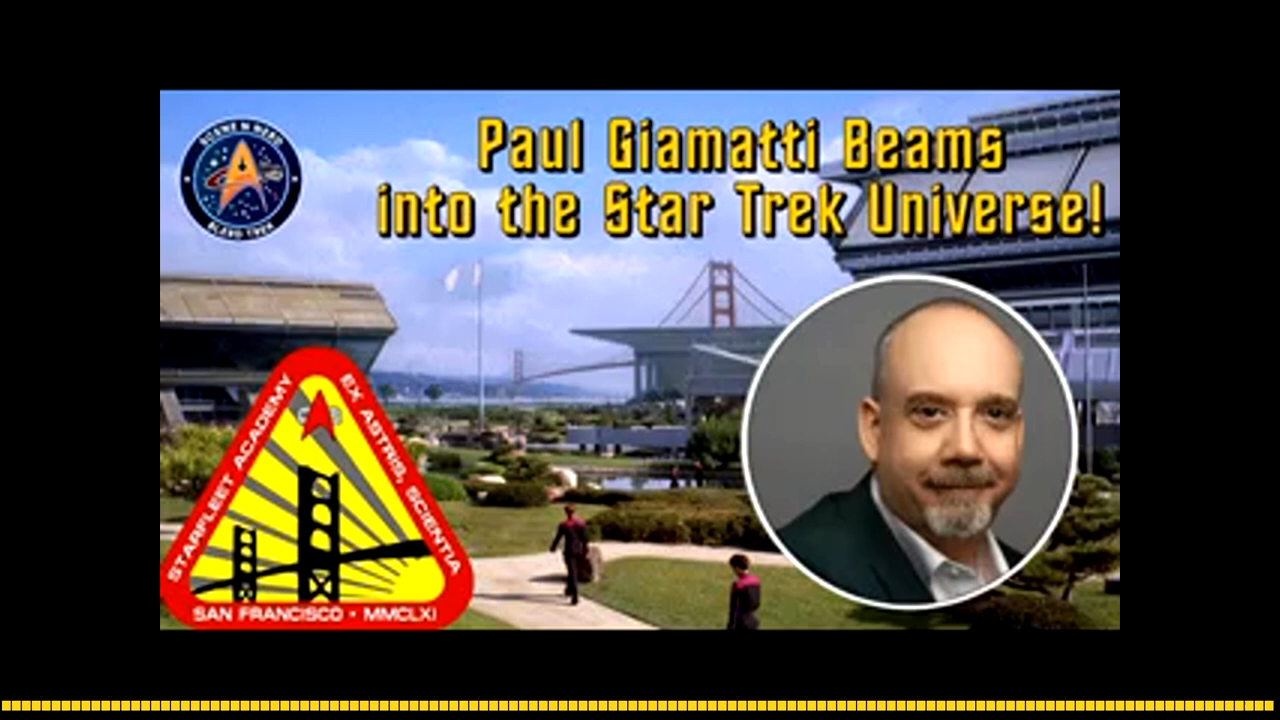 Paul Giamatti Beams
into the Star Trek Universe!
STARFLEET ACADEMY
EX ASTRIS, SCIENTIA
SAN FRANCISCO • MMCLXI